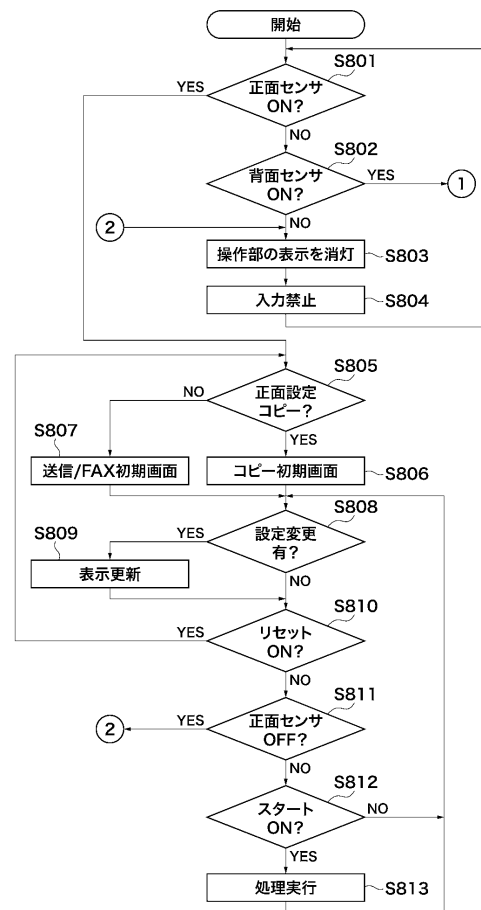 開始
S801
正面センサ
ON?
YES
NO
S802
背面センサ
ON?
YES
①
NO
②
操作部の表示を消灯
S803
入力禁止
S804
S805
正面設定
コピー?
NO
YES
S807
送信/FAX初期画面
コピー初期画面
S806
S808
設定変更
有?
YES
NO
S809
表示更新
S810
リセット
ON?
YES
NO
S811
正面センサ
OFF?
YES
②
NO
S812
スタート
ON?
NO
YES
処理実行
S813